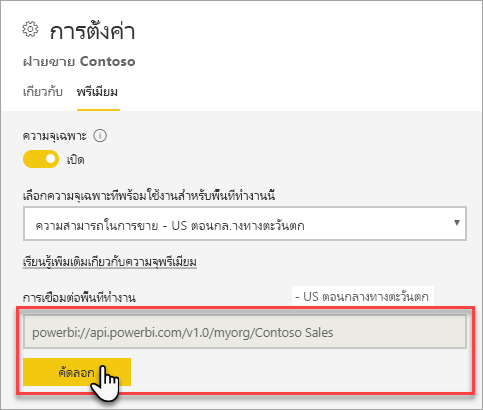 การตั้งค่า
ฝ่ายขาย Contoso
เกี่ยวกับ พรีเมียม
ความจุเฉพาะ
เปิด
เลือกความจุเฉพาะที่พร้อมใช้งานสำหรับพื้นที่ทำงานนี้
ความสามารถในการขาย - US ตอนกลางทางตะวันตก
เรียนรู้เพิ่มเติมเกี่ยวกับความจุพรีเมียม
การเชื่อมต่อพื้นที่ทำงาน - US ตอนกลางทางตะวันตก
powerbi://api.powerbi.com/v1.0/myorg/Contoso Sales
คัดลอก